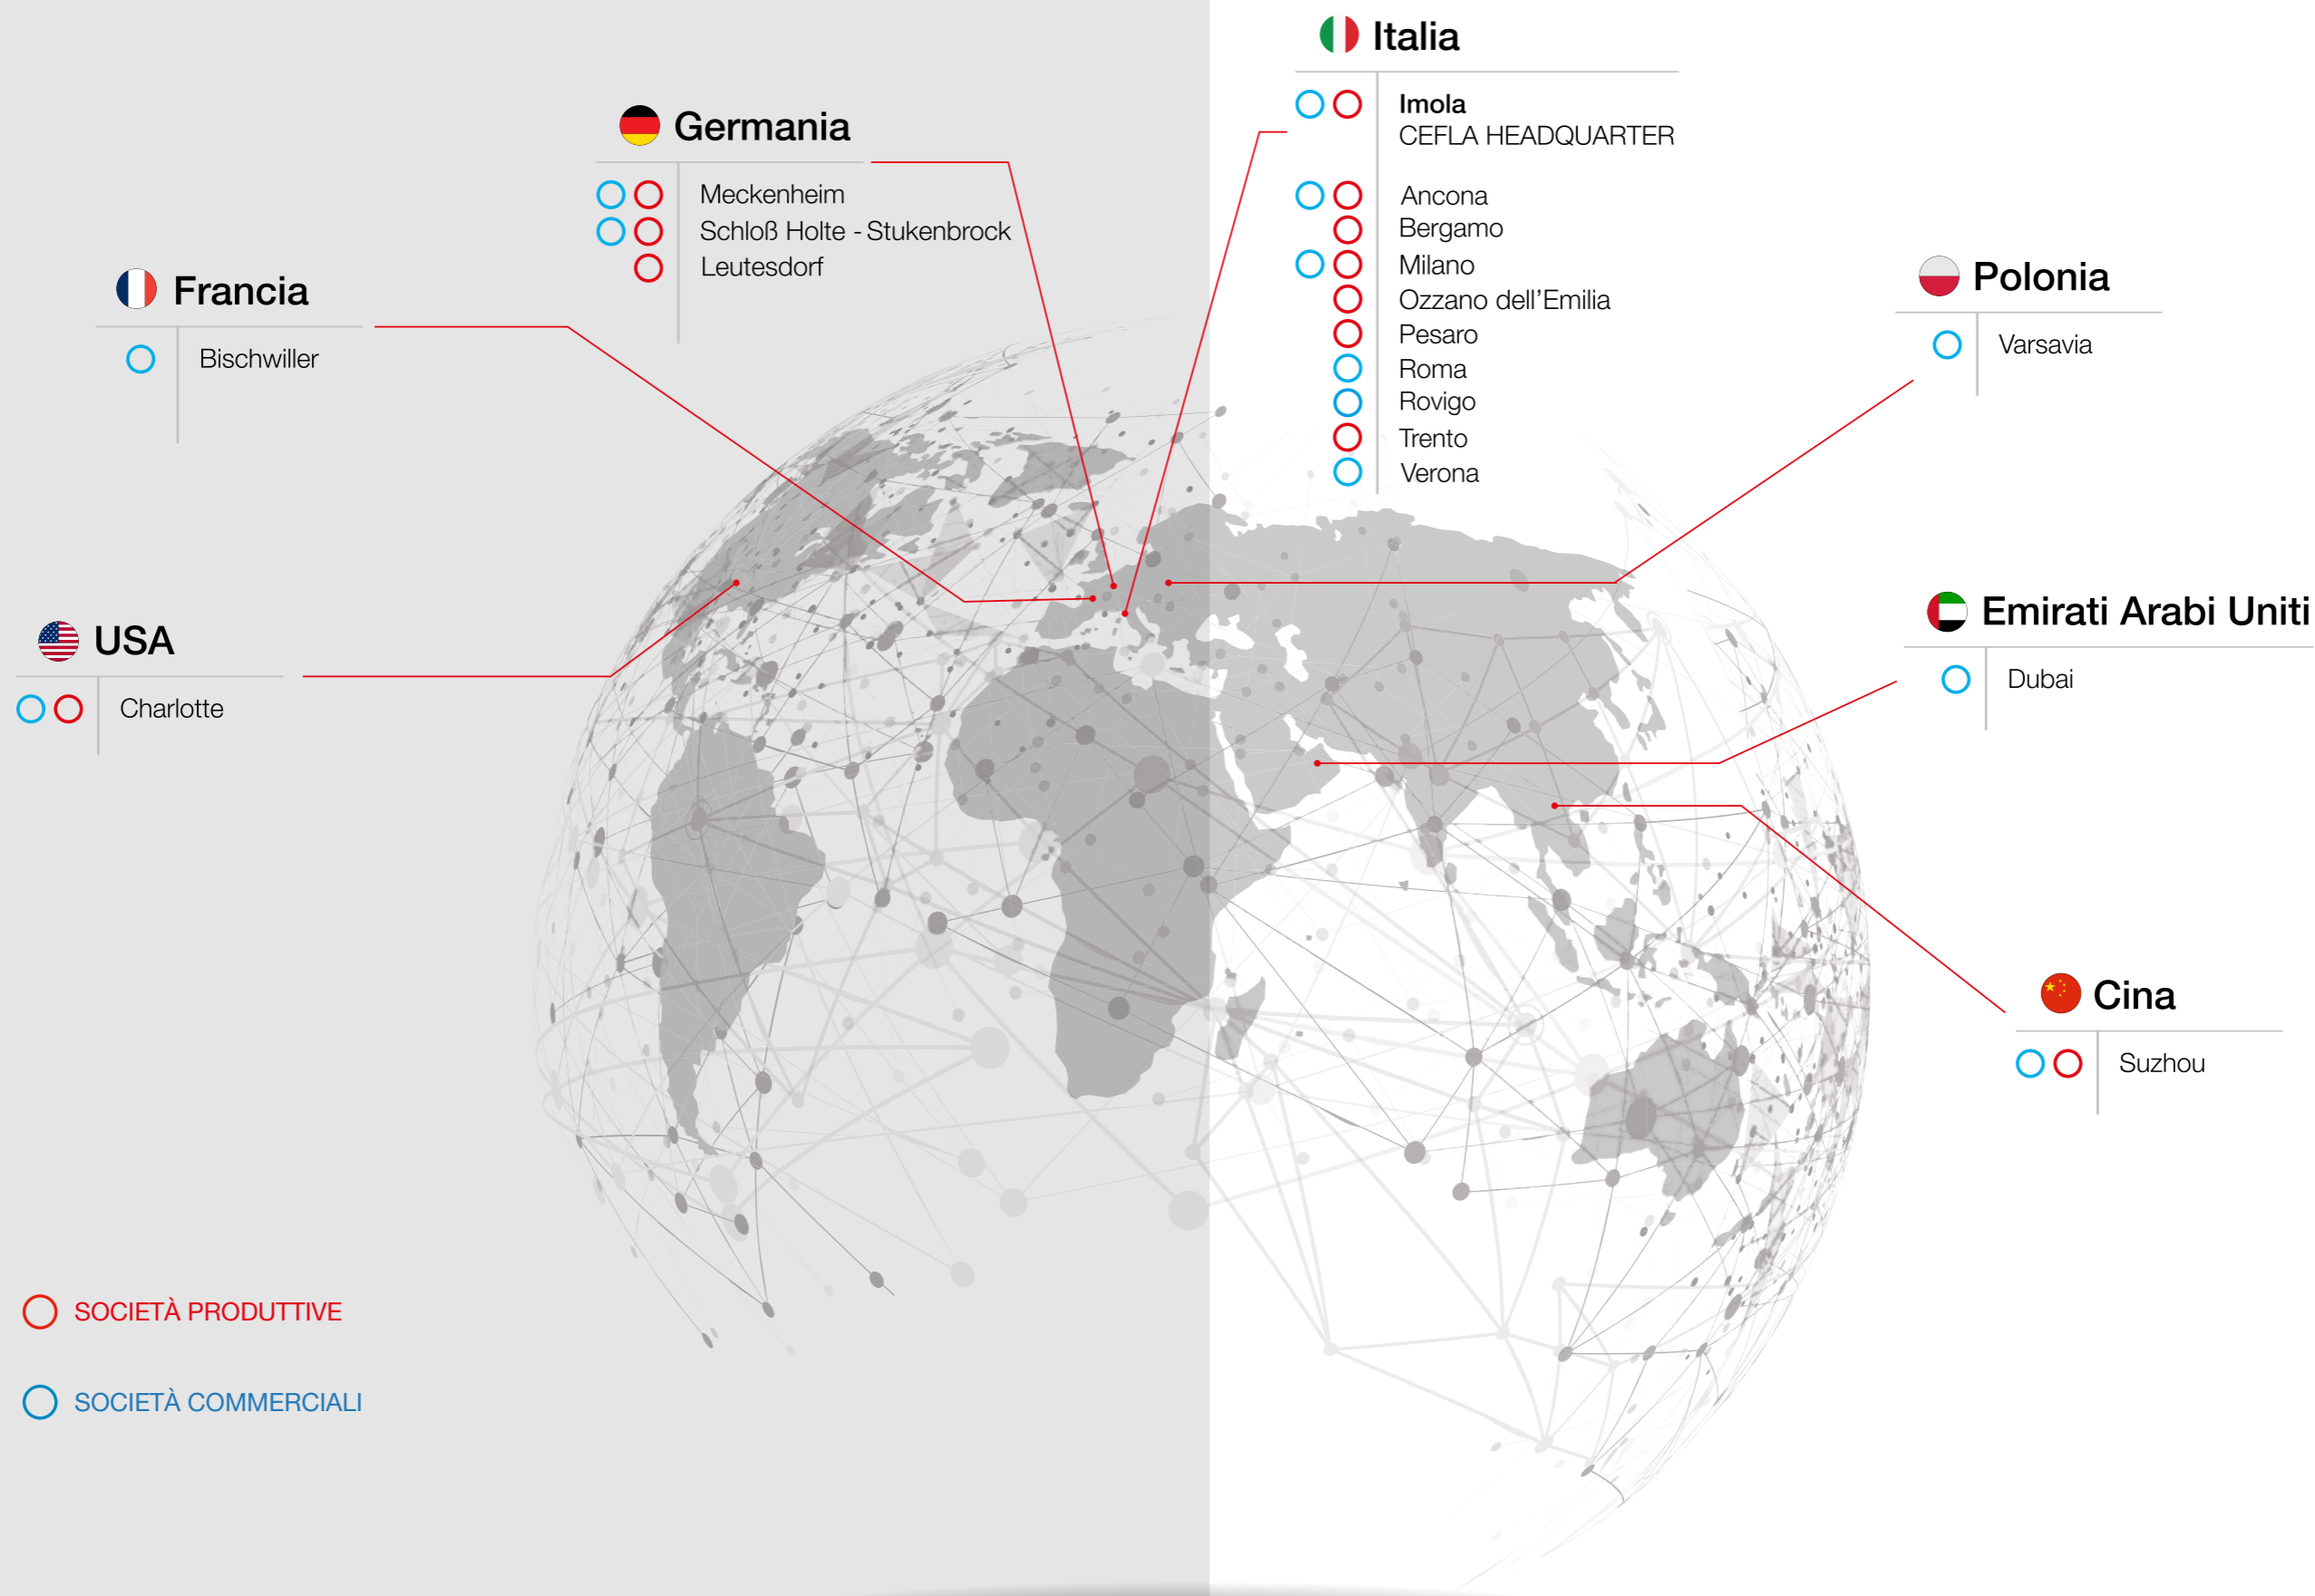 Italia
Imola
CEFLA HEADQUARTER
Ancona
Bergamo
Milano
Ozzano dell’Emilia
Pesaro
Roma
Rovigo
Trento
Verona
Germania
Meckenheim
Schloß Holte - Stukenbrock
Leutesdorf
Francia
Bischwiller
Polonia
Varsavia
USA
Charlotte
Emirati Arabi Uniti
Dubai
Cina
Suzhou
SOCIETÀ PRODUTTIVE
SOCIETÀ COMMERCIALI